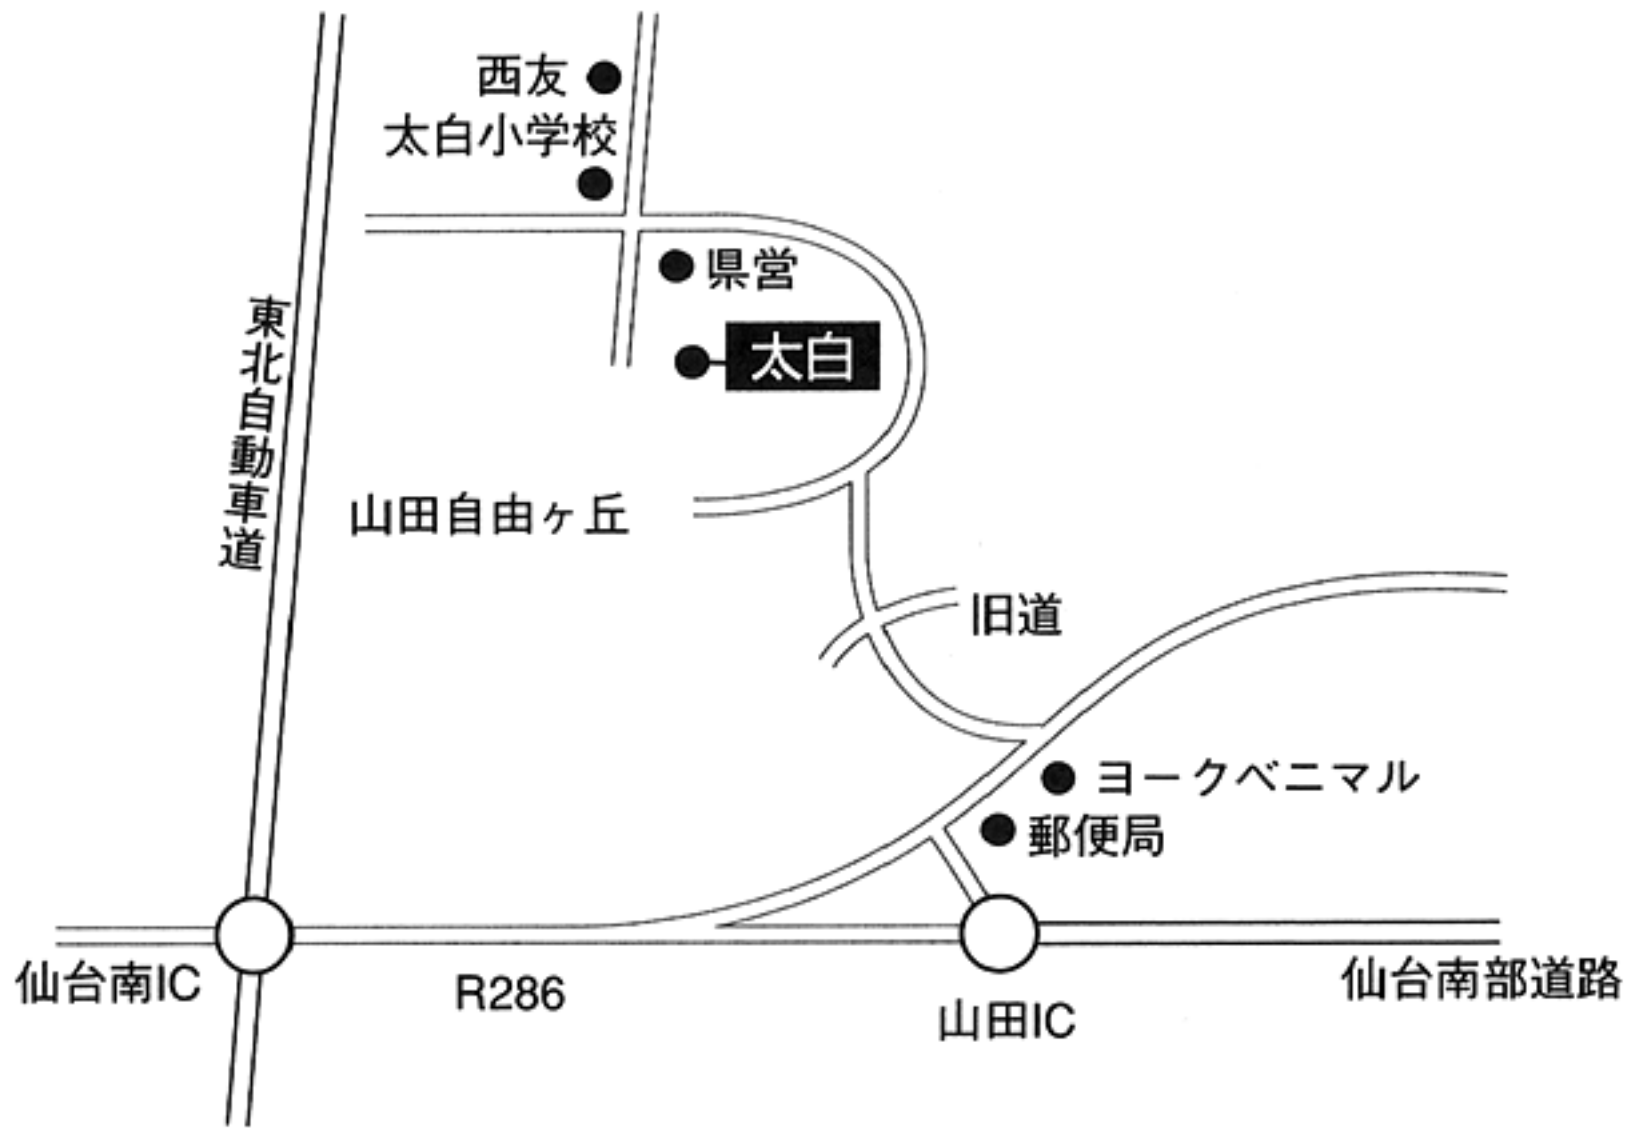 西友
太白小学校
県営
太白
東北自動車道
山田自由ヶ丘
旧道
ヨークベニマル
郵便局
仙台南IC
R286
山田IC
仙台南部道路